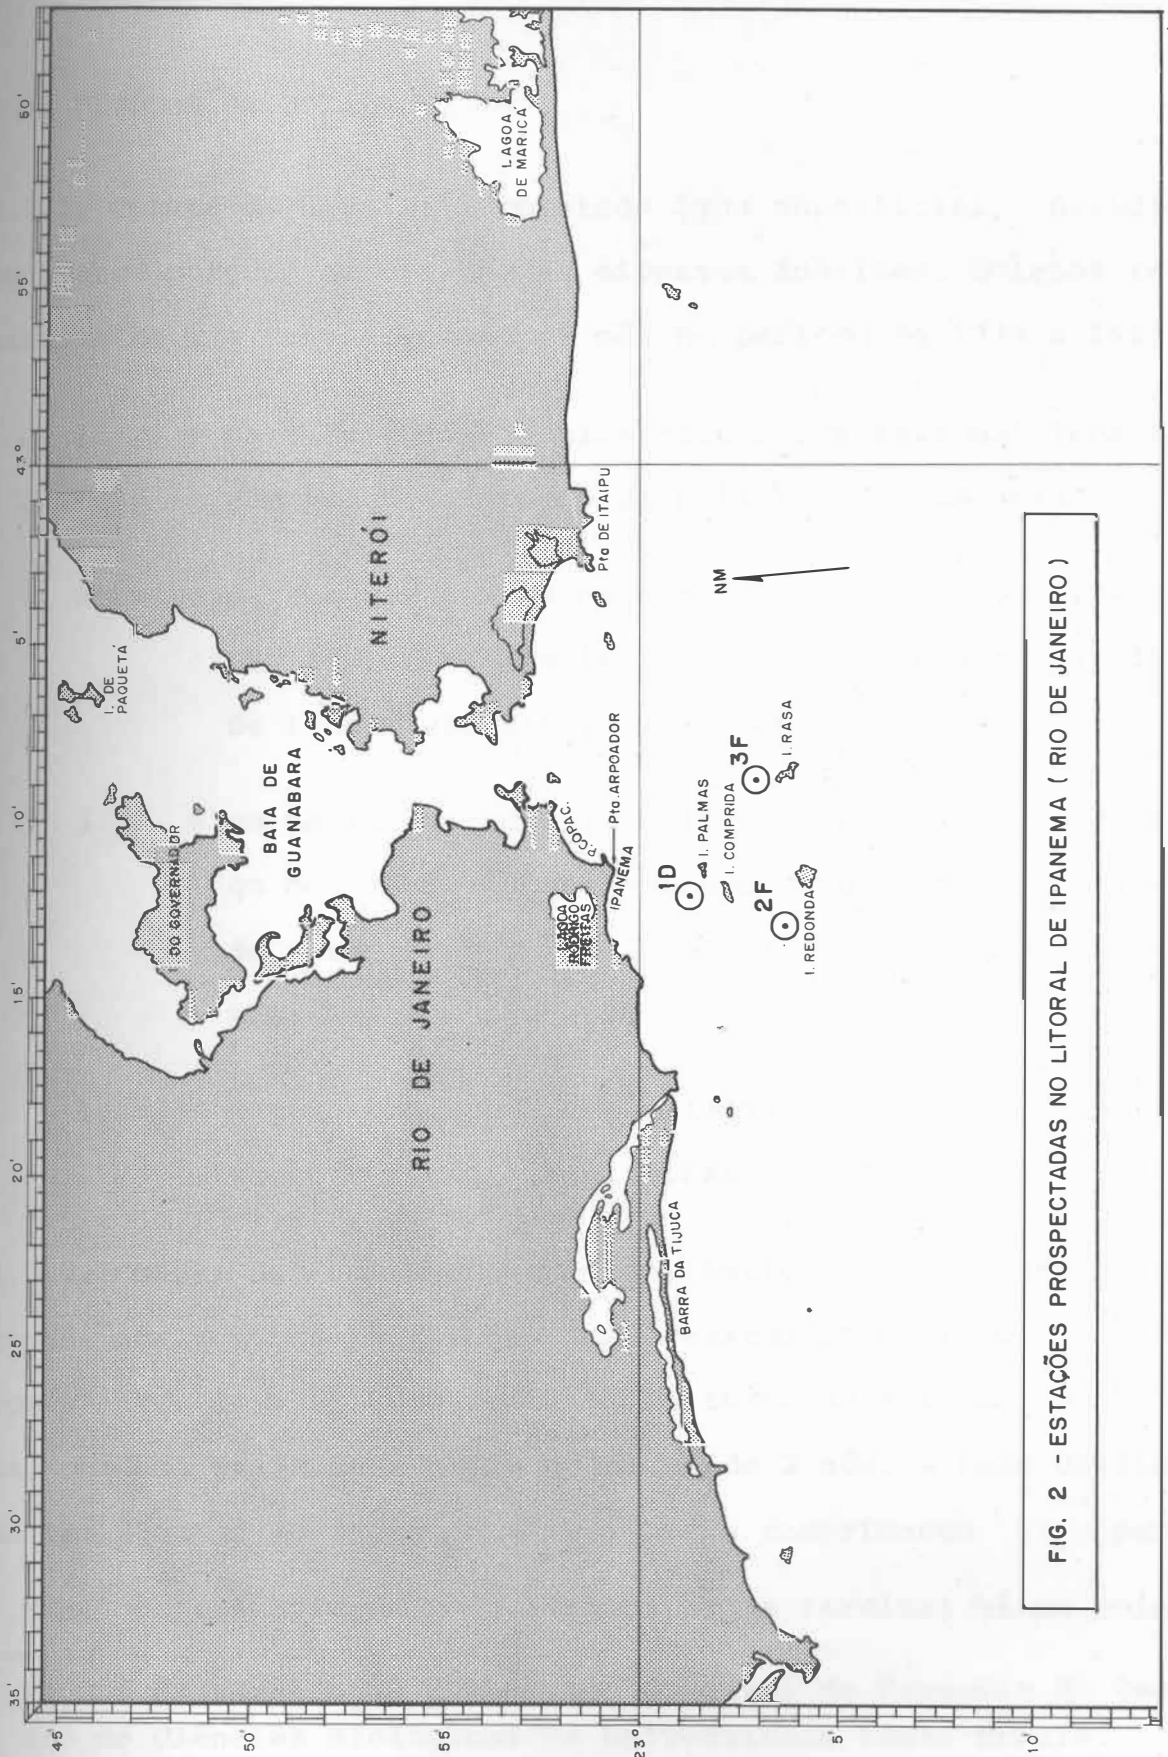 35'
30'
25'
20'
15'
10'
5'
43°
55'
50'
45'
50'
55'
23°
5'
10'
I. DE
PAQUETÁ
I DO GOVERNADOR
BAIA DE
GUANABARA
NITERÓI
RIO DE JANEIRO
LAGOA
DE MARICÁ
LAGOA
RODRIGO
FREITAS
P. COPAC.
IPANEMA
Pta. ARPOADOR
Pta DE ITAIPU
BARRA DA TIJUCA
NM
1D
I. PALMAS
I. COMPRIDA
2F
I. REDONDA
3F
I. RASA
FIG. 2 - ESTAÇÕES PROSPECTADAS NO LITORAL DE IPANEMA ( RIO DE JANEIRO )